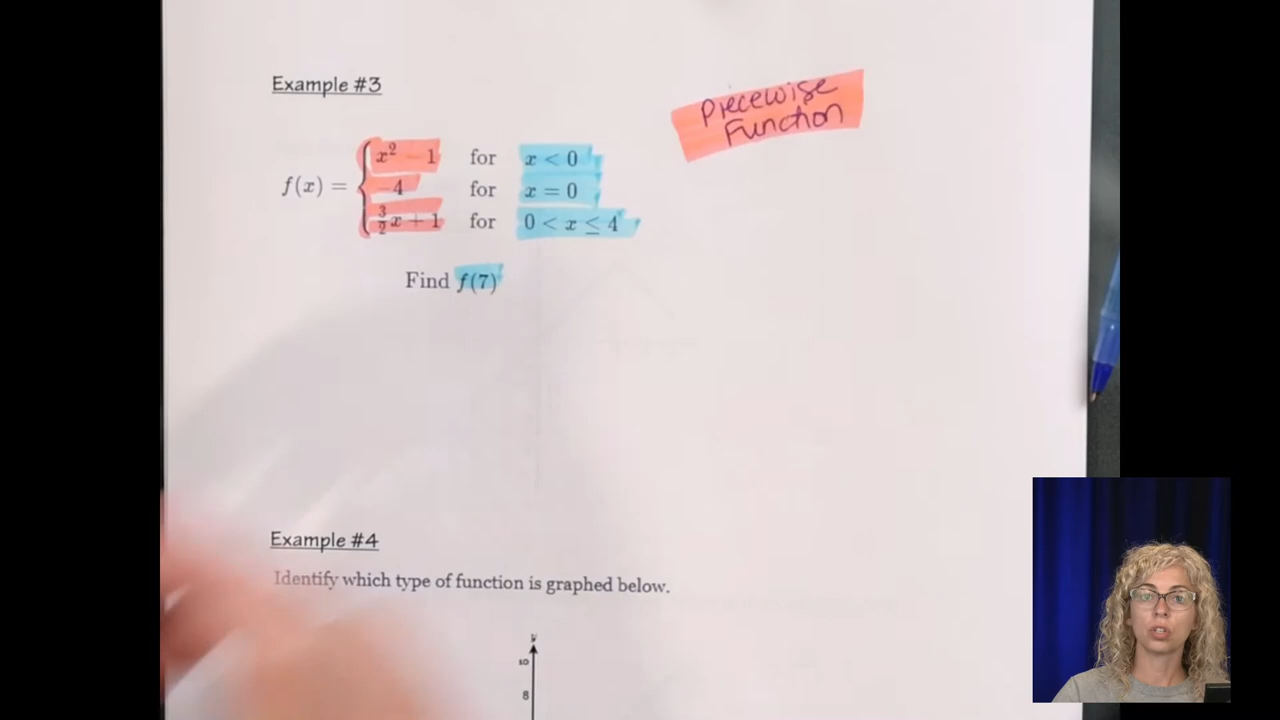 Example #3
Piecewise
Function
f(x) = { x² − 1 for x < 0
−4 for x = 0
3/2 x + 1 for 0 < x ≤ 4
Find f(7)
Example #4
Identify which type of function is graphed below.
y
10
8